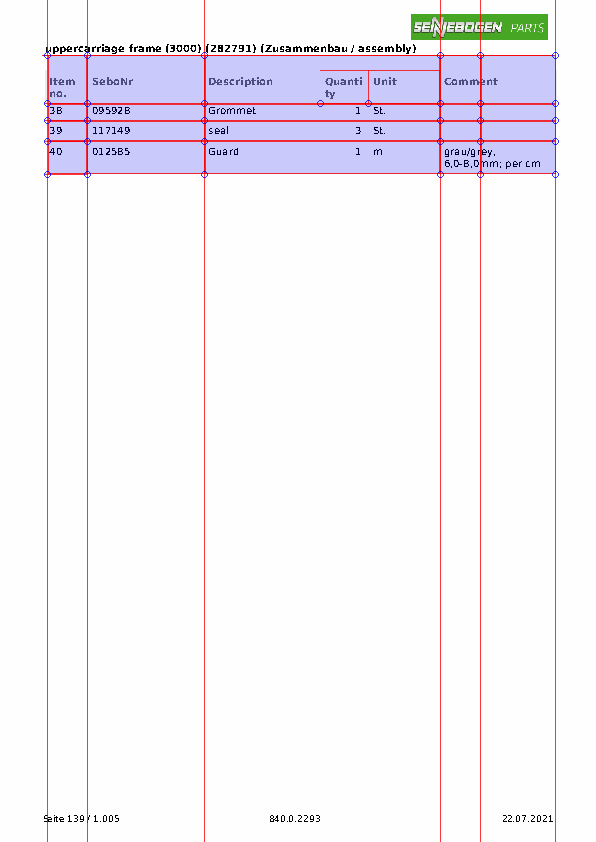 SENNEBOGEN PARTS
uppercarriage frame (3000) (282791) (Zusammenbau / assembly)
Item no. SeboNr Description Quantity Unit Comment
38 095928 Grommet 1 St.
39 117149 seal 3 St.
40 012585 Guard 1 m grau/grey,
6,0-8,0mm; per cm
Seite 139 / 1.005 840.0.2293 22.07.2021